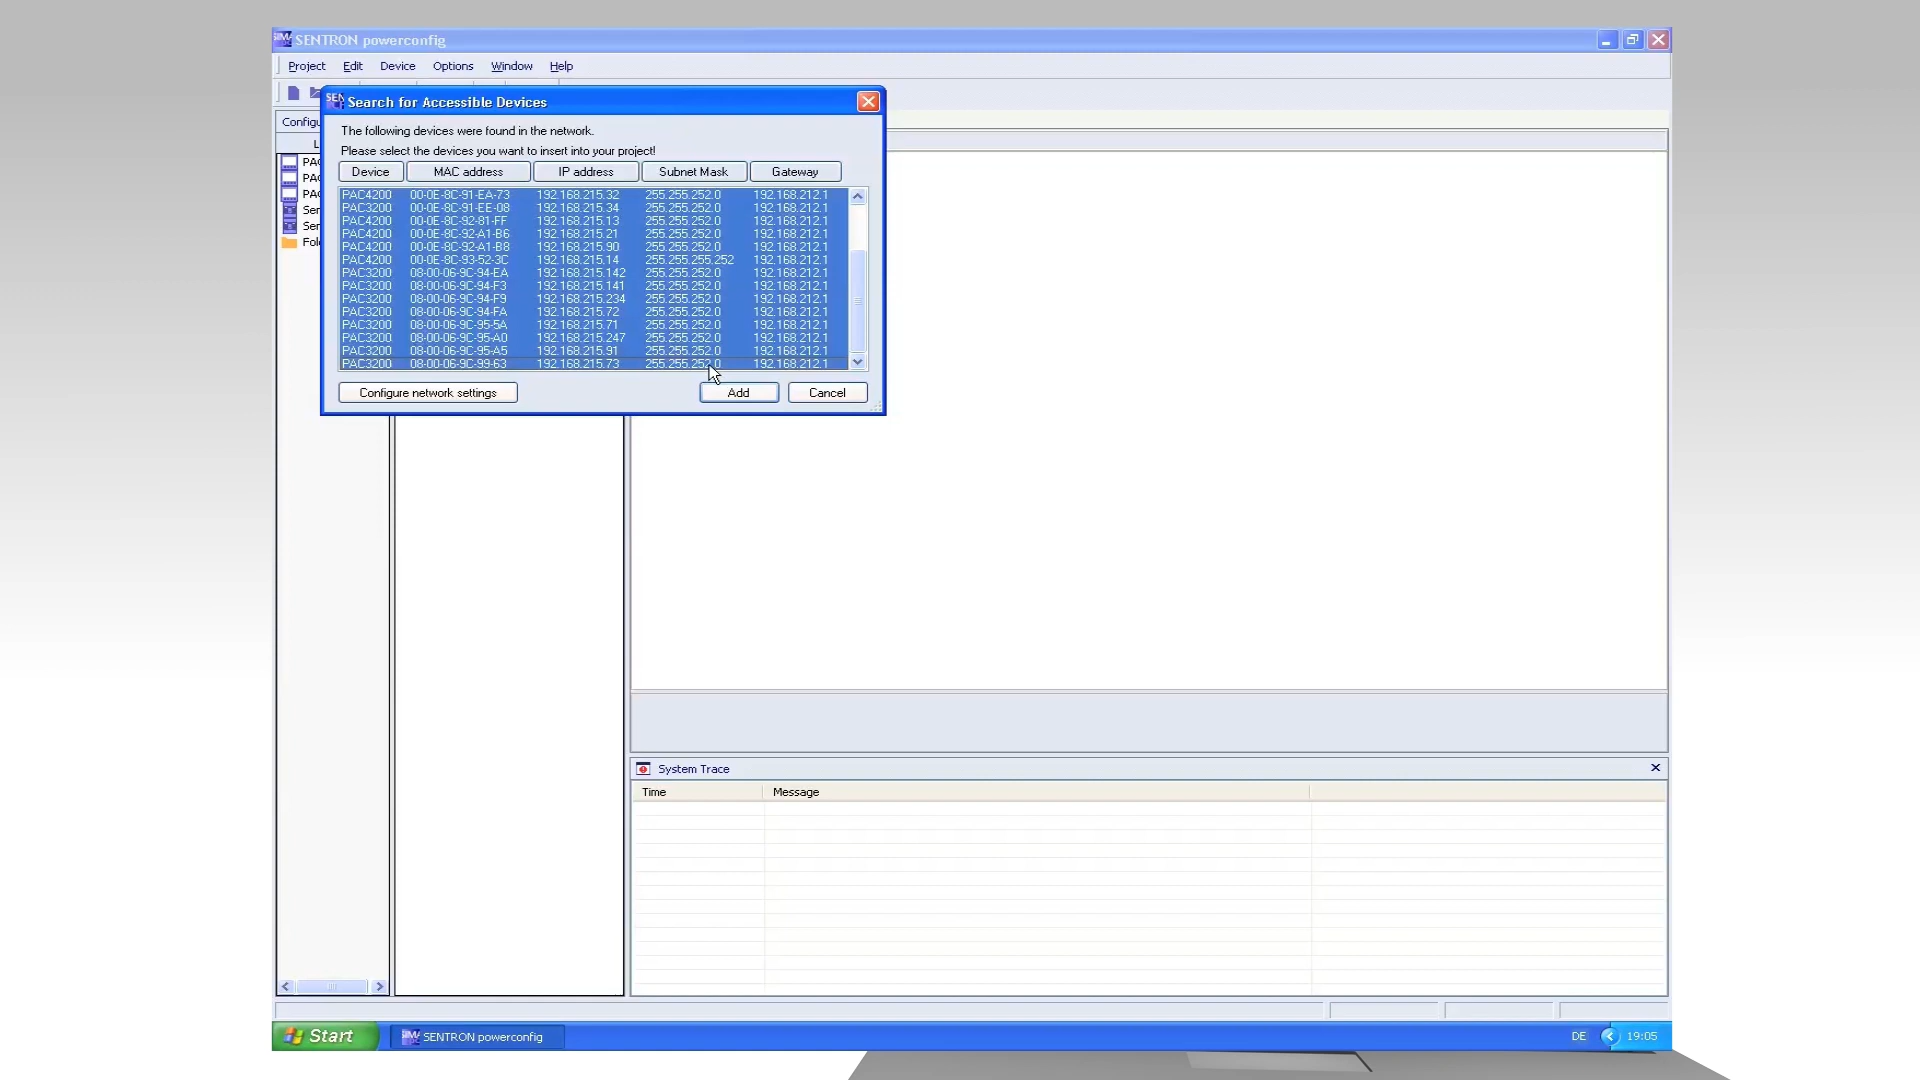 SENTRON powerconfig
Project Edit Device Options Window Help
Search for Accessible Devices
The following devices were found in the network.
Please select the devices you want to insert into your project!
Device MAC address IP address Subnet Mask Gateway
PAC4200 00-0E-8C-91-EA-73 192.168.215.32 255.255.252.0 192.168.212.1
PAC3200 00-0E-8C-91-EE-08 192.168.215.34 255.255.252.0 192.168.212.1
PAC4200 00-0E-8C-92-81-FF 192.168.215.13 255.255.252.0 192.168.212.1
PAC4200 00-0E-8C-92-A1-B6 192.168.215.21 255.255.252.0 192.168.212.1
PAC4200 00-0E-8C-92-A1-B8 192.168.215.90 255.255.252.0 192.168.212.1
PAC4200 00-0E-8C-93-52-3C 192.168.215.14 255.255.255.252 192.168.212.1
PAC3200 08-00-06-9C-94-EA 192.168.215.142 255.255.252.0 192.168.212.1
PAC3200 08-00-06-9C-94-F3 192.168.215.141 255.255.252.0 192.168.212.1
PAC3200 08-00-06-9C-94-F9 192.168.215.234 255.255.252.0 192.168.212.1
PAC3200 08-00-06-9C-94-FA 192.168.215.72 255.255.252.0 192.168.212.1
PAC3200 08-00-06-9C-95-5A 192.168.215.71 255.255.252.0 192.168.212.1
PAC3200 08-00-06-9C-95-A0 192.168.215.247 255.255.252.0 192.168.212.1
PAC3200 08-00-06-9C-95-A5 192.168.215.91 255.255.252.0 192.168.212.1
PAC3200 08-00-06-9C-99-63 192.168.215.73 255.255.252.0 192.168.212.1
Configure network settings Add Cancel
System Trace
Time Message
Start SENTRON powerconfig DE 19:05